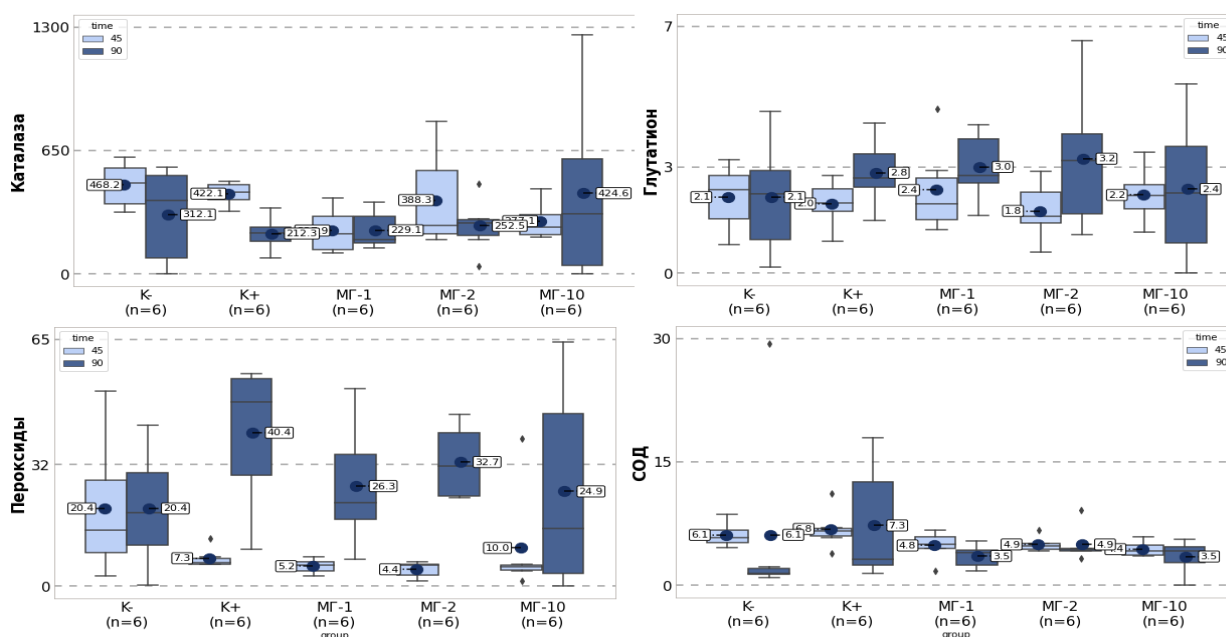 time
45
90
1300
650
0
Каталаза
468.2
312.1
422.1
212.3
229.1
388.3
252.5
424.6
К-
(n=6)
К+
(n=6)
МГ-1
(n=6)
МГ-2
(n=6)
МГ-10
(n=6)
time
45
90
7
3
0
Глутатион
2.1
2.1
2.8
2.4
3.0
1.8
3.2
2.2
2.4
К-
(n=6)
К+
(n=6)
МГ-1
(n=6)
МГ-2
(n=6)
МГ-10
(n=6)
time
45
90
65
32
0
Пероксиды
20.4
20.4
7.3
40.4
5.2
26.3
4.4
32.7
10.0
24.9
К-
(n=6)
К+
(n=6)
МГ-1
(n=6)
МГ-2
(n=6)
МГ-10
(n=6)
group
time
45
90
30
15
0
СОД
6.1
6.1
7.3
4.8
3.5
4.9
4.9
3.5
К-
(n=6)
К+
(n=6)
МГ-1
(n=6)
МГ-2
(n=6)
МГ-10
(n=6)
group